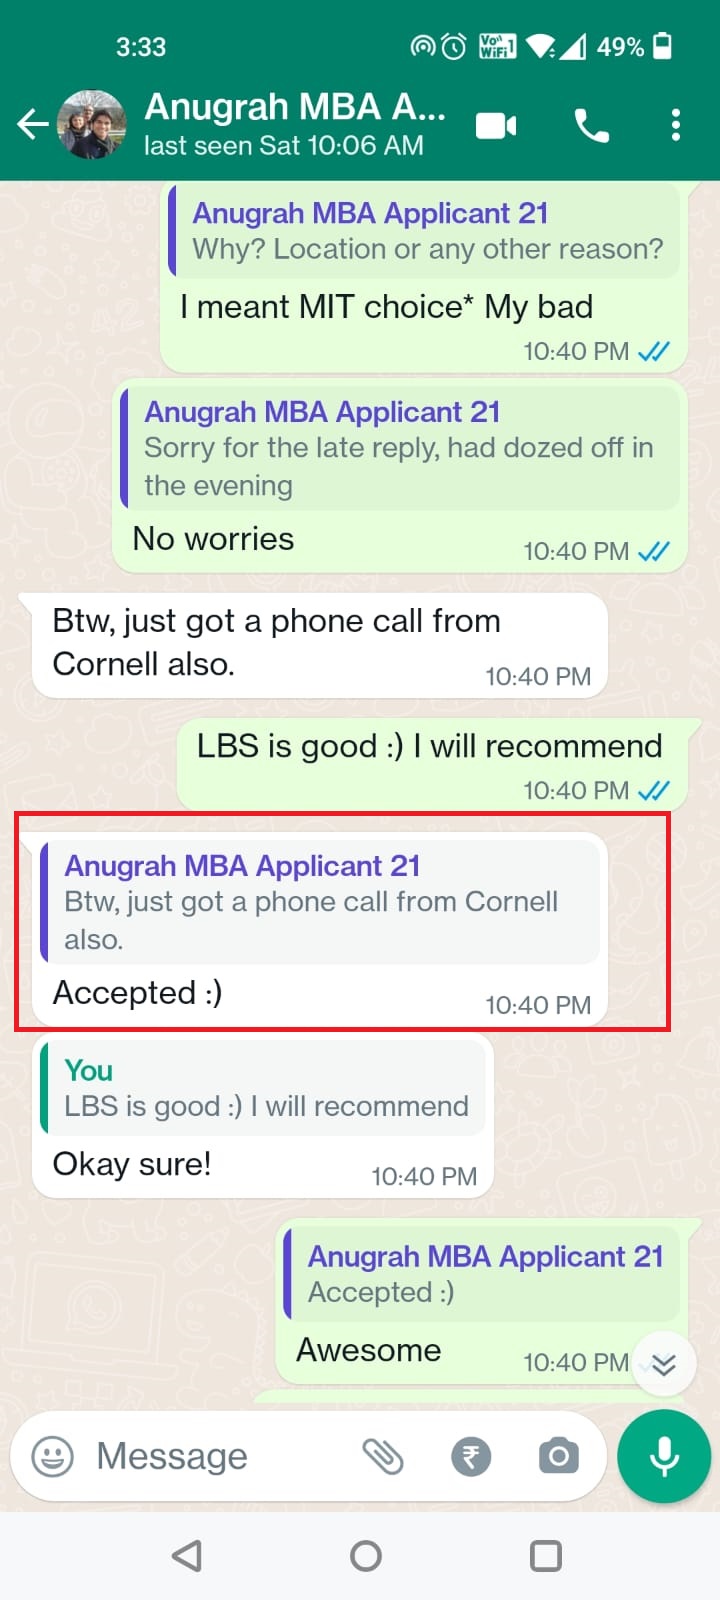 3:33
Vo 1
WiFi
49%
Anugrah MBA A...
last seen Sat 10:06 AM
Anugrah MBA Applicant 21
Why? Location or any other reason?
I meant MIT choice* My bad
10:40 PM
Anugrah MBA Applicant 21
Sorry for the late reply, had dozed off in
the evening
No worries
10:40 PM
Btw, just got a phone call from
Cornell also.
10:40 PM
LBS is good :) I will recommend
10:40 PM
Anugrah MBA Applicant 21
Btw, just got a phone call from Cornell
also.
Accepted :)
10:40 PM
You
LBS is good :) I will recommend
Okay sure!
10:40 PM
Anugrah MBA Applicant 21
Accepted :)
Awesome
10:40 PM
Message
₹